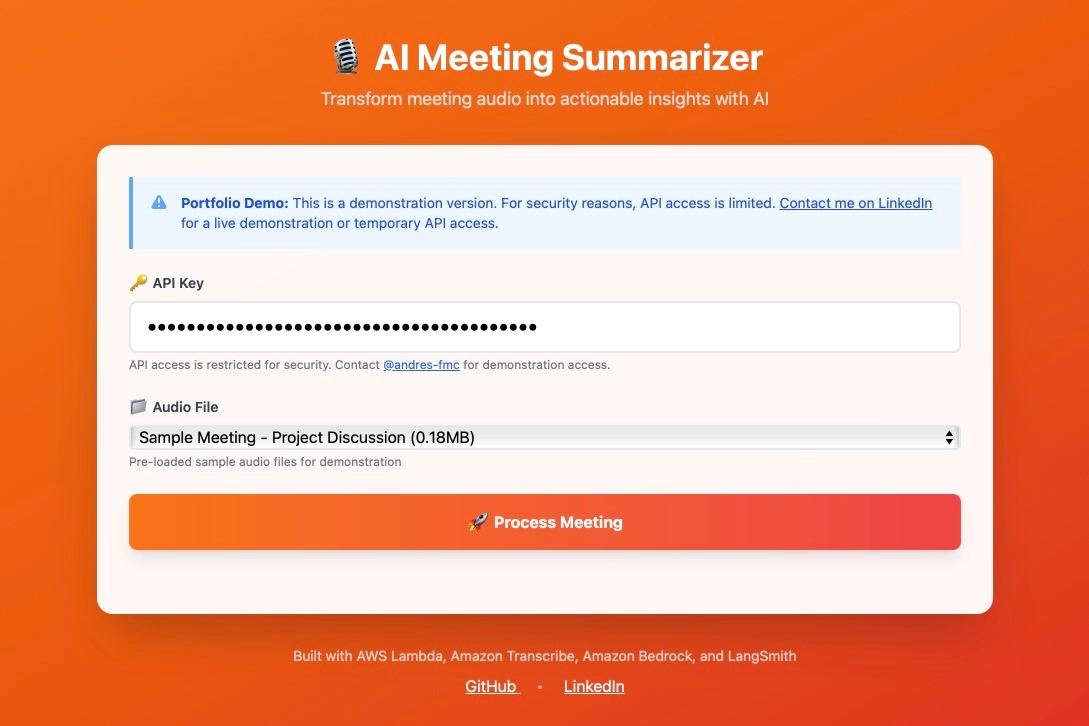 AI Meeting Summarizer
Transform meeting audio into actionable insights with AI
Portfolio Demo: This is a demonstration version. For security reasons, API access is limited. Contact me on LinkedIn
for a live demonstration or temporary API access.
🔑 API Key
••••••••••••••••••••••••••••••••••••••••
API access is restricted for security. Contact @andres-fmc for demonstration access.
📁 Audio File
Sample Meeting - Project Discussion (0.18MB)
Pre-loaded sample audio files for demonstration
🚀 Process Meeting
Built with AWS Lambda, Amazon Transcribe, Amazon Bedrock, and LangSmith
GitHub • LinkedIn